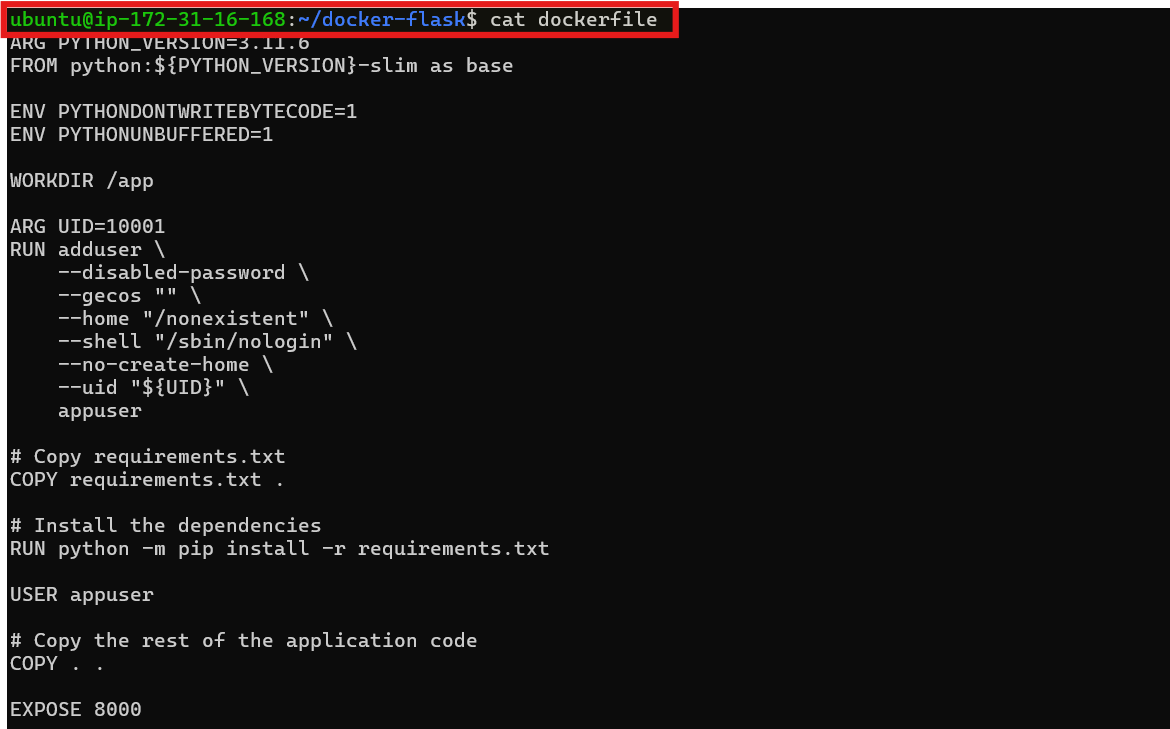 ubuntu@ip-172-31-16-168:~/docker-flask$ cat dockerfile
ARG PYTHON_VERSION=3.11.6
FROM python:${PYTHON_VERSION}-slim as base

ENV PYTHONDONTWRITEBYTECODE=1
ENV PYTHONUNBUFFERED=1

WORKDIR /app

ARG UID=10001
RUN adduser \
    --disabled-password \
    --gecos "" \
    --home "/nonexistent" \
    --shell "/sbin/nologin" \
    --no-create-home \
    --uid "${UID}" \
    appuser

# Copy requirements.txt
COPY requirements.txt .

# Install the dependencies
RUN python -m pip install -r requirements.txt

USER appuser

# Copy the rest of the application code
COPY . .

EXPOSE 8000